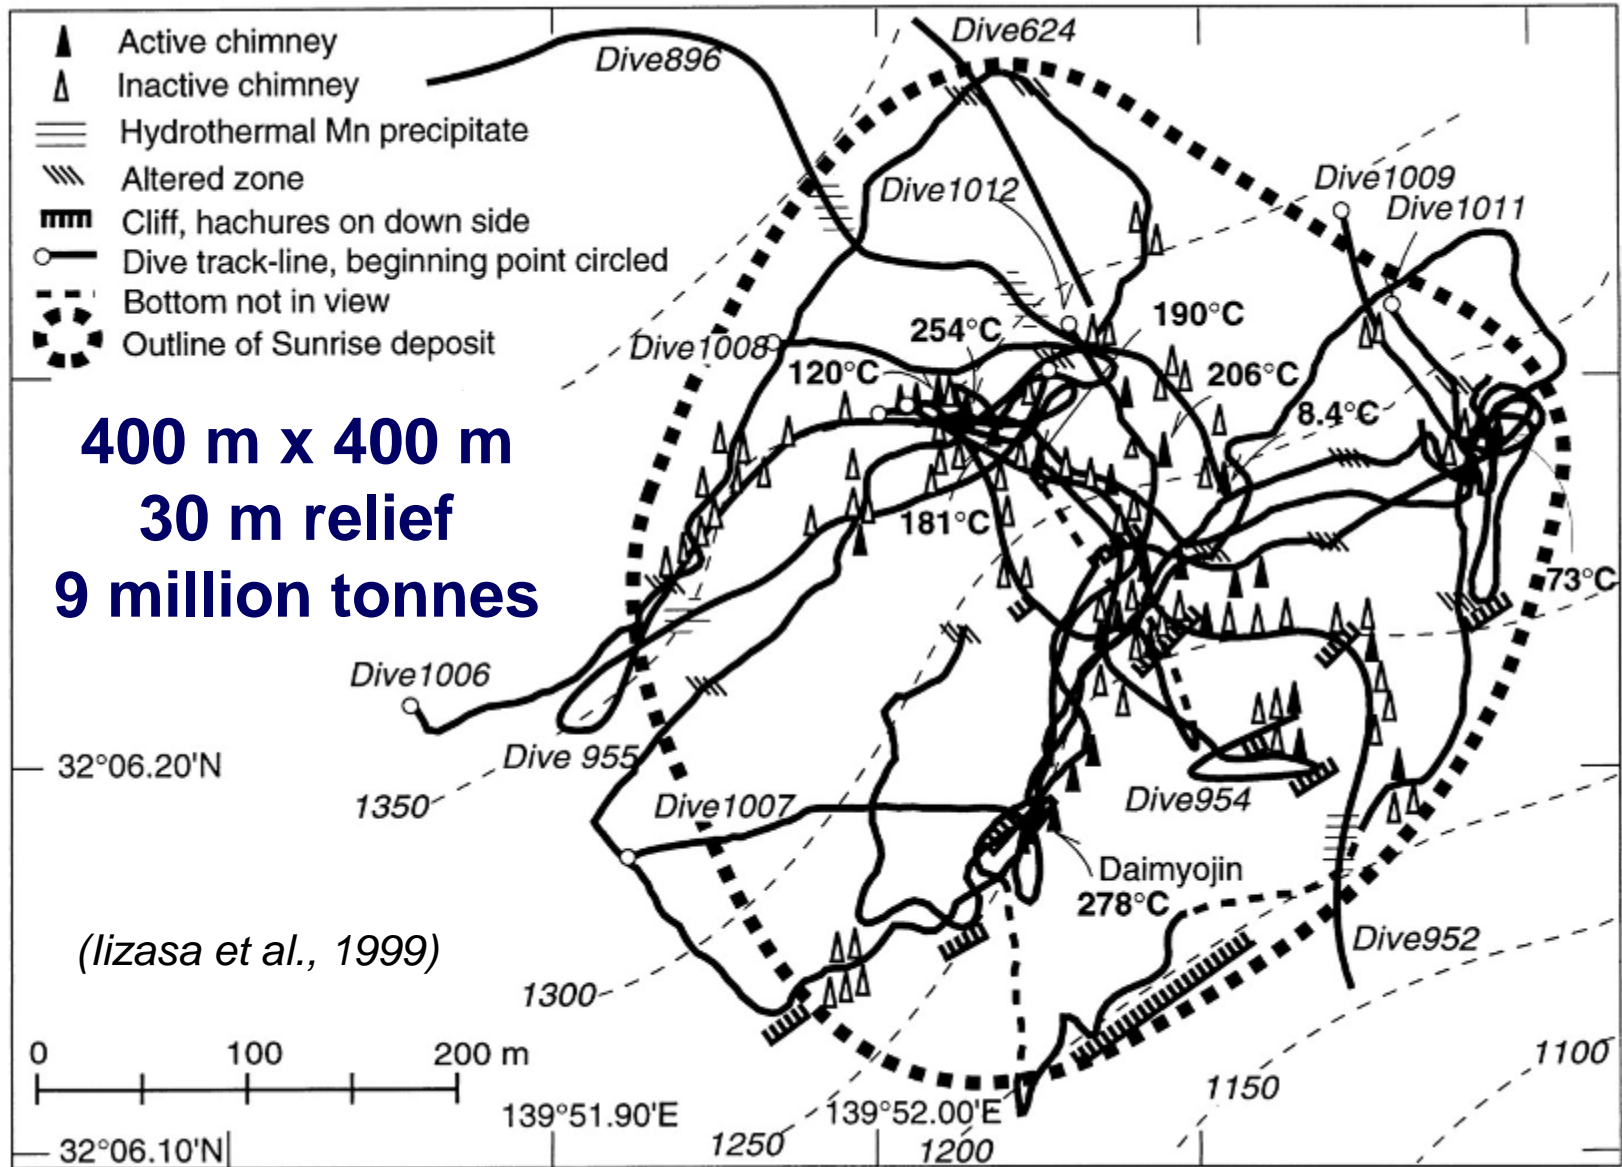 Active chimney
Inactive chimney
Hydrothermal Mn precipitate
Altered zone
Cliff, hachures on down side
Dive track-line, beginning point circled
Bottom not in view
Outline of Sunrise deposit
Dive896
Dive624
Dive1012
Dive1009
Dive1011
Dive1008
254°C
190°C
120°C
206°C
8.4°C
181°C
73°C
400 m x 400 m
30 m relief
9 million tonnes
Dive1006
Dive 955
32°06.20'N
1350
Dive1007
Dive954
Daimyojin
278°C
Dive952
(Iizasa et al., 1999)
1300
0 100 200 m
1100
1150
139°51.90'E
139°52.00'E
1250
1200
32°06.10'N